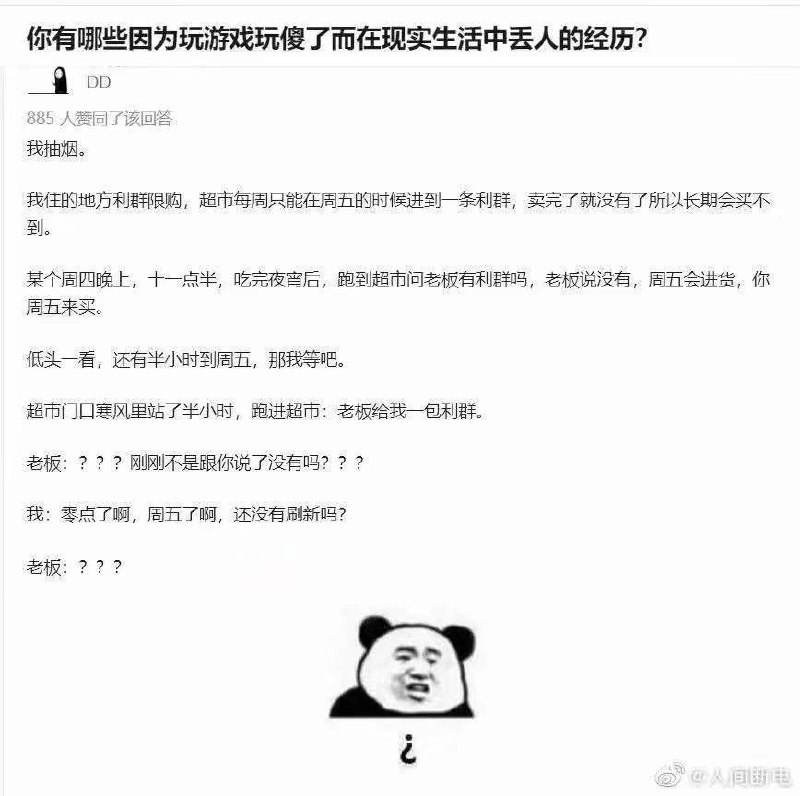 你有哪些因为玩游戏玩傻了而在现实生活中丢人的经历?
DD
885 人赞同了该回答
我抽烟。
我住的地方利群限购，超市每周只能在周五的时候进到一条利群，卖完了就没有了所以长期会买不
到。
某个周四晚上，十一点半，吃完夜宵后，跑到超市问老板有利群吗，老板说没有，周五会进货，你
周五来买。
低头一看，还有半小时到周五，那我等吧。
超市门口寒风里站了半小时，跑进超市：老板给我一包利群。
老板：？？？刚刚不是跟你说了没有吗？？？
我：零点了啊，周五了啊，还没有刷新吗？
老板：？？？
¿
@人间断电